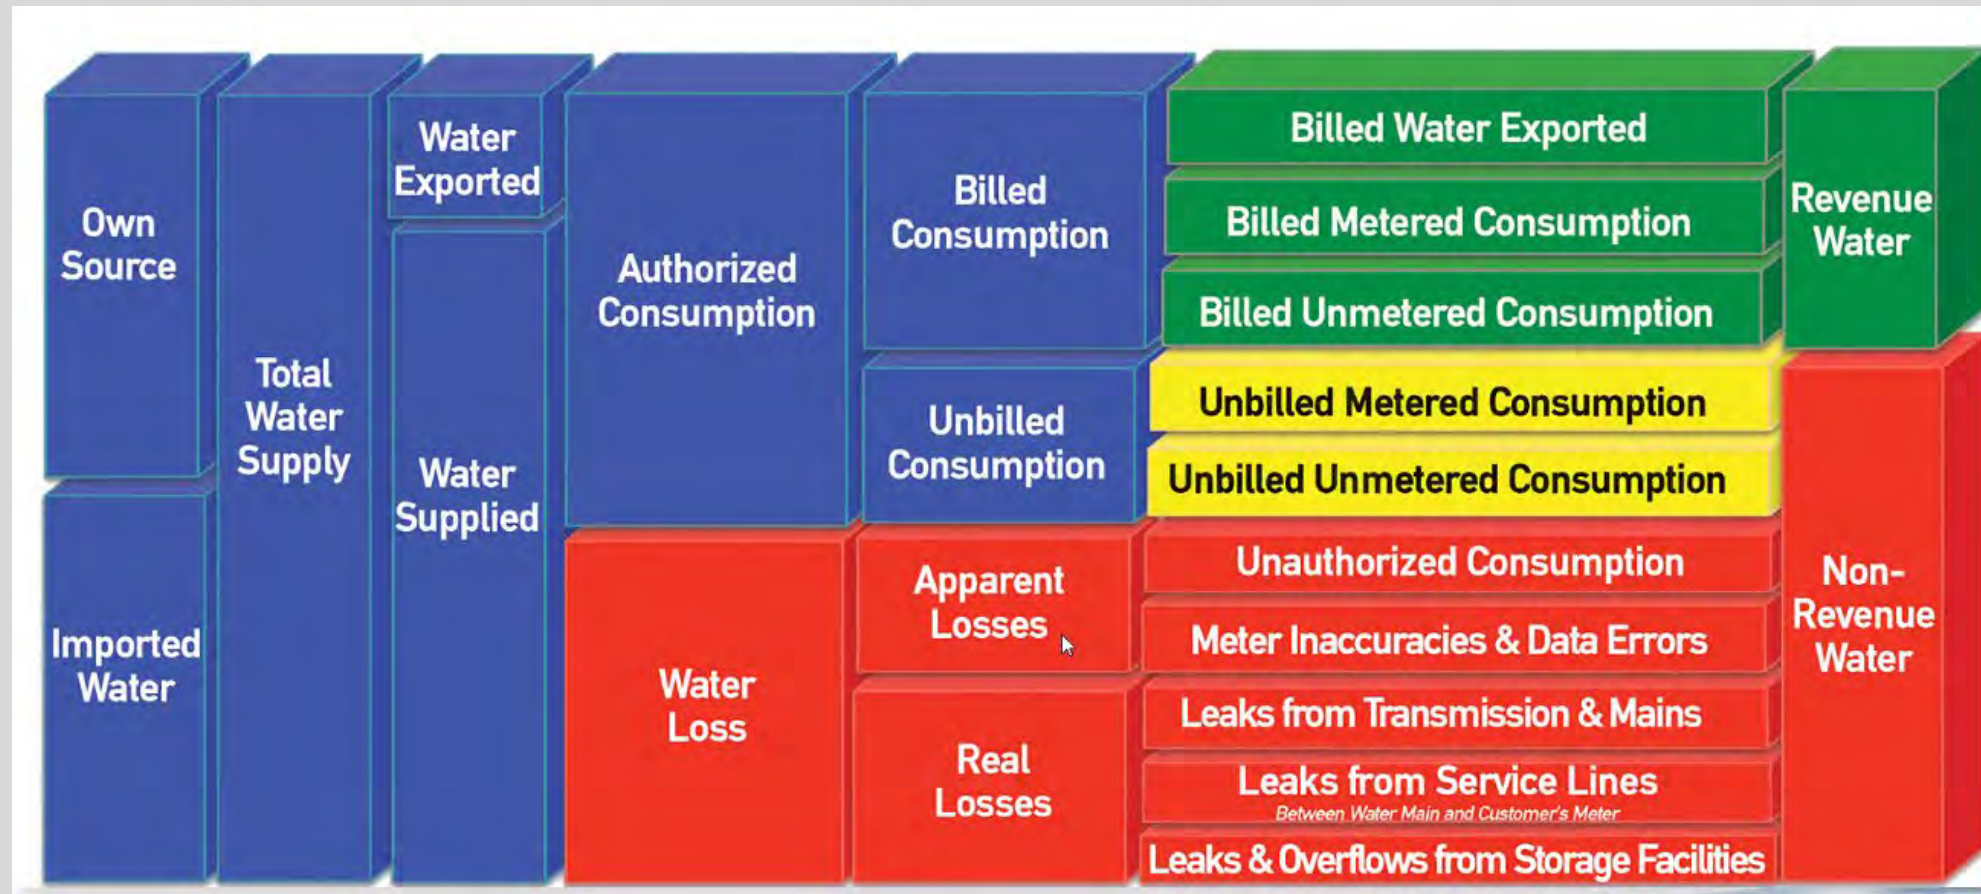 Own
Source
Imported
Water
Total
Water
Supply
Water
Exported
Water
Supplied
Authorized
Consumption
Water
Loss
Billed
Consumption
Unbilled
Consumption
Apparent
Losses
Real
Losses
Billed Water Exported
Billed Metered Consumption
Billed Unmetered Consumption
Unbilled Metered Consumption
Unbilled Unmetered Consumption
Unauthorized Consumption
Meter Inaccuracies & Data Errors
Leaks from Transmission & Mains
Leaks from Service Lines
Between Water Main and Customer's Meter
Leaks & Overflows from Storage Facilities
Revenue
Water
Non-
Revenue
Water